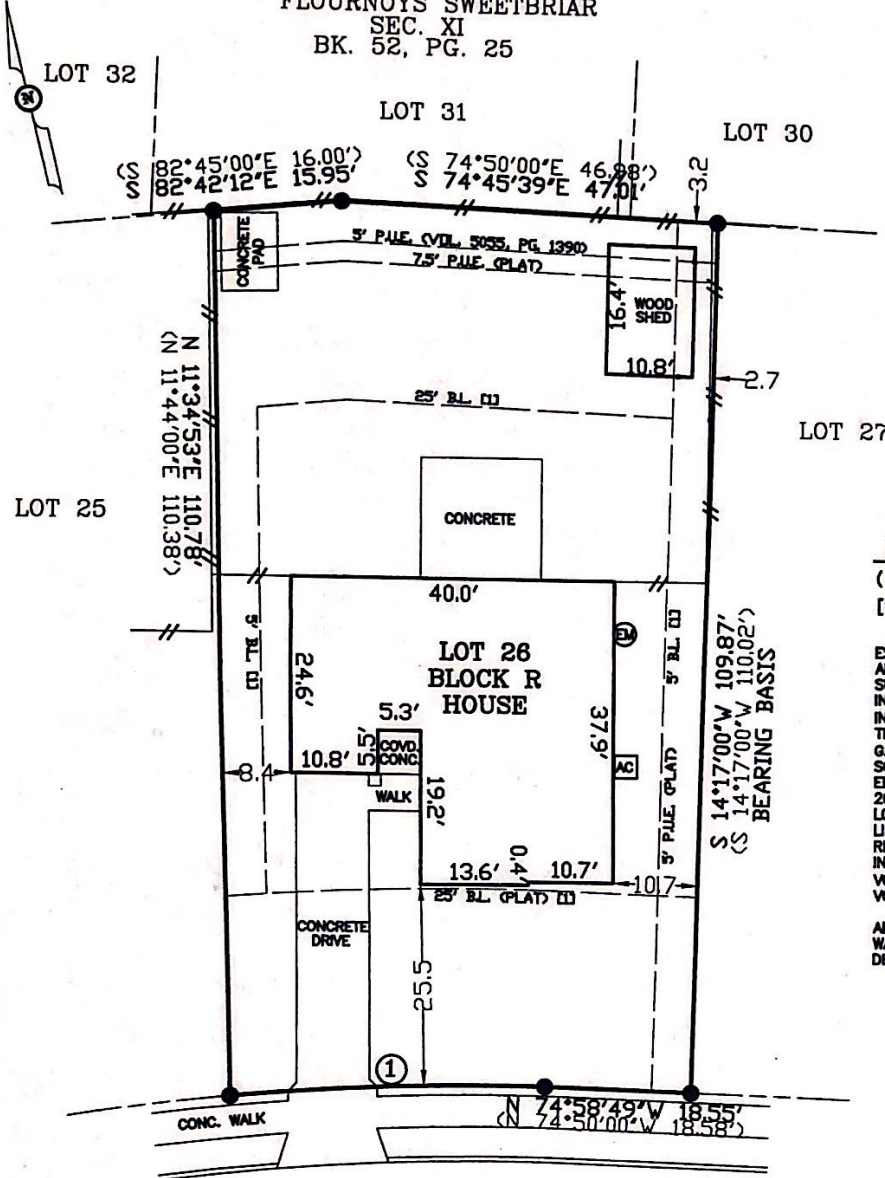 FLOURNOYS SWEETBRIAR
SEC. XI
BK. 52, PG. 25
N
LOT 32
LOT 31
LOT 30
(S 82°45'00"E 16.00')
S 82°42'12"E 15.95'
(S 74°50'00"E 46.98')
S 74°45'39"E 47.01'
3.2
CONCRETE
PAD
5' P.U.E. (VOL. 5055, PG. 1390)
7.5' P.U.E. (PLAT)
WOOD
SHED
16.4'
10.8'
2.7
N 11°34'53"E 110.78'
(N 11°44'00"E 110.38')
25' B.L. [1]
LOT 27
LOT 25
CONCRETE
40.0'
LOT 26
BLOCK R
HOUSE
EM
5' B.L. [1]
5' B.L. [1]
24.6'
5.3'
5.5'
COVD.
CONC.
10.8'
8.4
WALK
19.2'
37.9'
AC
5' P.U.E. (PLAT)
S 14°17'00"W 109.87'
(S 14°17'00"W 110.02')
BEARING BASIS
13.6'
0.4'
10.7'
10.7
25' B.L. (PLAT) [1]
CONCRETE
DRIVE
25.5
1
CONC. WALK
N 74°58'49"W 18.55'
(N 74°50'00"W 18.58')
(
[